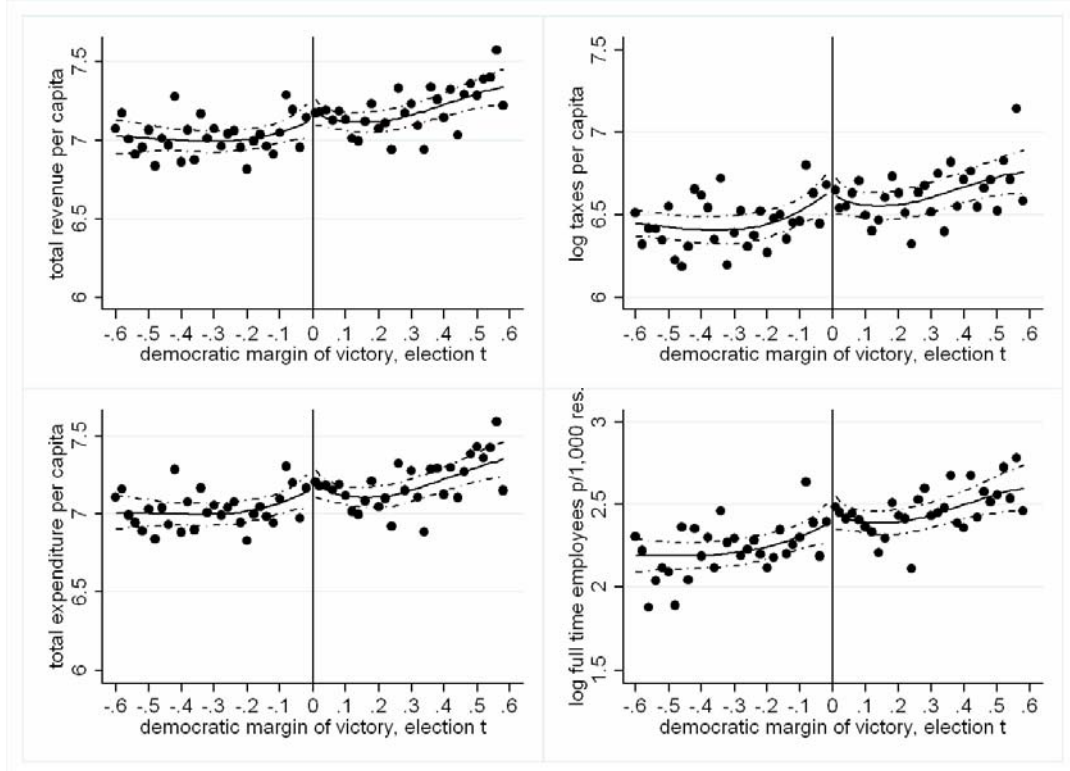 total revenue per capita
7.5
7
6.5
6
-.6 -.5 -.4 -.3 -.2 -.1 0 .1 .2 .3 .4 .5 .6
democratic margin of victory, election t
log taxes per capita
7.5
7
6.5
6
-.6 -.5 -.4 -.3 -.2 -.1 0 .1 .2 .3 .4 .5 .6
democratic margin of victory, election t
total expenditure per capita
7.5
7
6.5
6
-.6 -.5 -.4 -.3 -.2 -.1 0 .1 .2 .3 .4 .5 .6
democratic margin of victory, election t
log full time employees p/1,000 res.
3
2.5
2
1.5
-.6 -.5 -.4 -.3 -.2 -.1 0 .1 .2 .3 .4 .5 .6
democratic margin of victory, election t